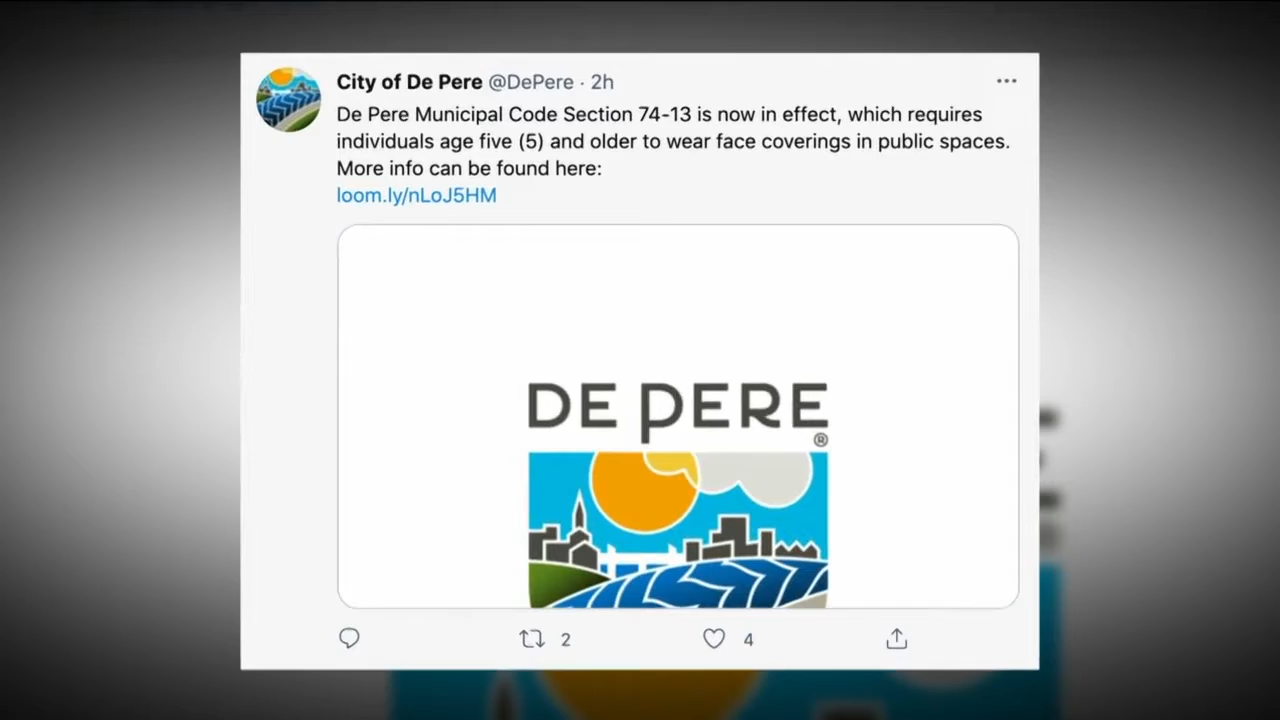 City of De Pere @DePere · 2h
De Pere Municipal Code Section 74-13 is now in effect, which requires
individuals age five (5) and older to wear face coverings in public spaces.
More info can be found here:
loom.ly/nLoJ5HM
DE PERE
®
2 4